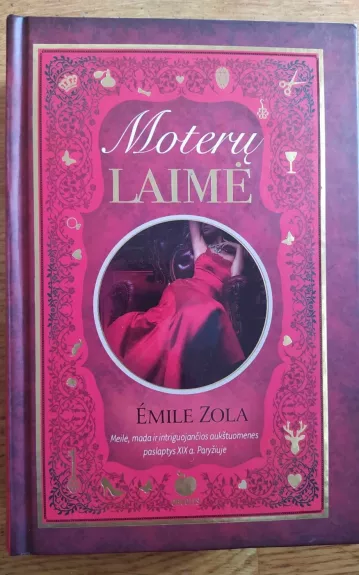 Moterų
LAIMĖ
ÉMILE ZOLA
Meilė, mada ir intriguojančios aukštuomenės
paslaptys XIX a. Paryžiuje